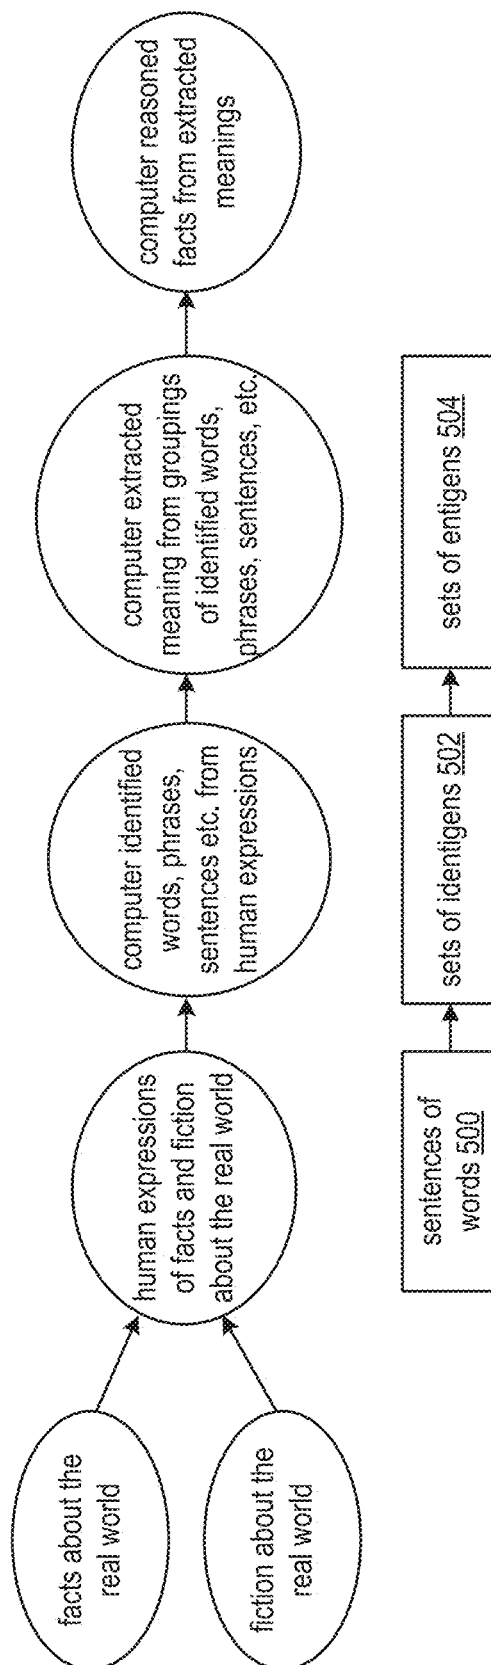 facts about the
real world
fiction about the
real world
human expressions
of facts and fiction
about the real world
computer identified
words, phrases,
sentences etc. from
human expressions
computer extracted
meaning from groupings
of identified words,
phrases, sentences, etc.
computer reasoned
facts from extracted
meanings
sentences of
words 500
sets of identigens 502
sets of entigens 504